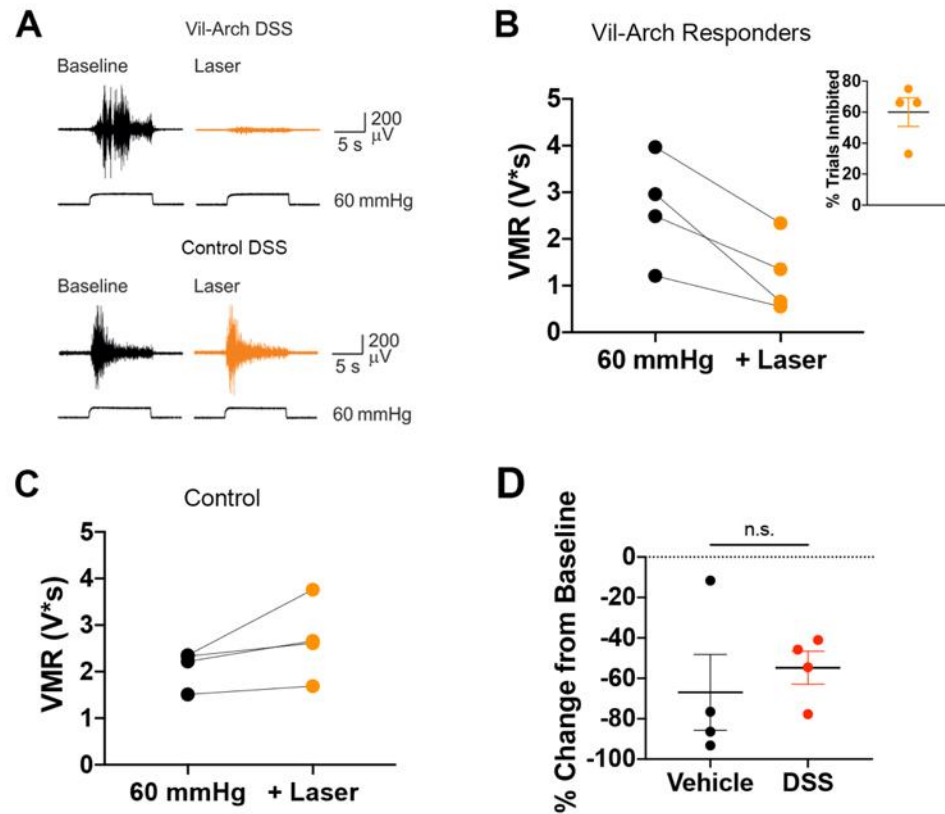 A
Vil-Arch DSS
Baseline Laser
200
μV
5 s
60 mmHg
Control DSS
Baseline Laser
200
μV
5 s
60 mmHg
B
Vil-Arch Responders
VMR (V*s)
5
4
3
2
1
0
60 mmHg + Laser
% Trials Inhibited
80
60
40
20
0
C
Control
VMR (V*s)
5
4
3
2
1
0
60 mmHg + Laser
D
% Change from Baseline
n.s.
0
-20
-40
-60
-80
-100
Vehicle DSS